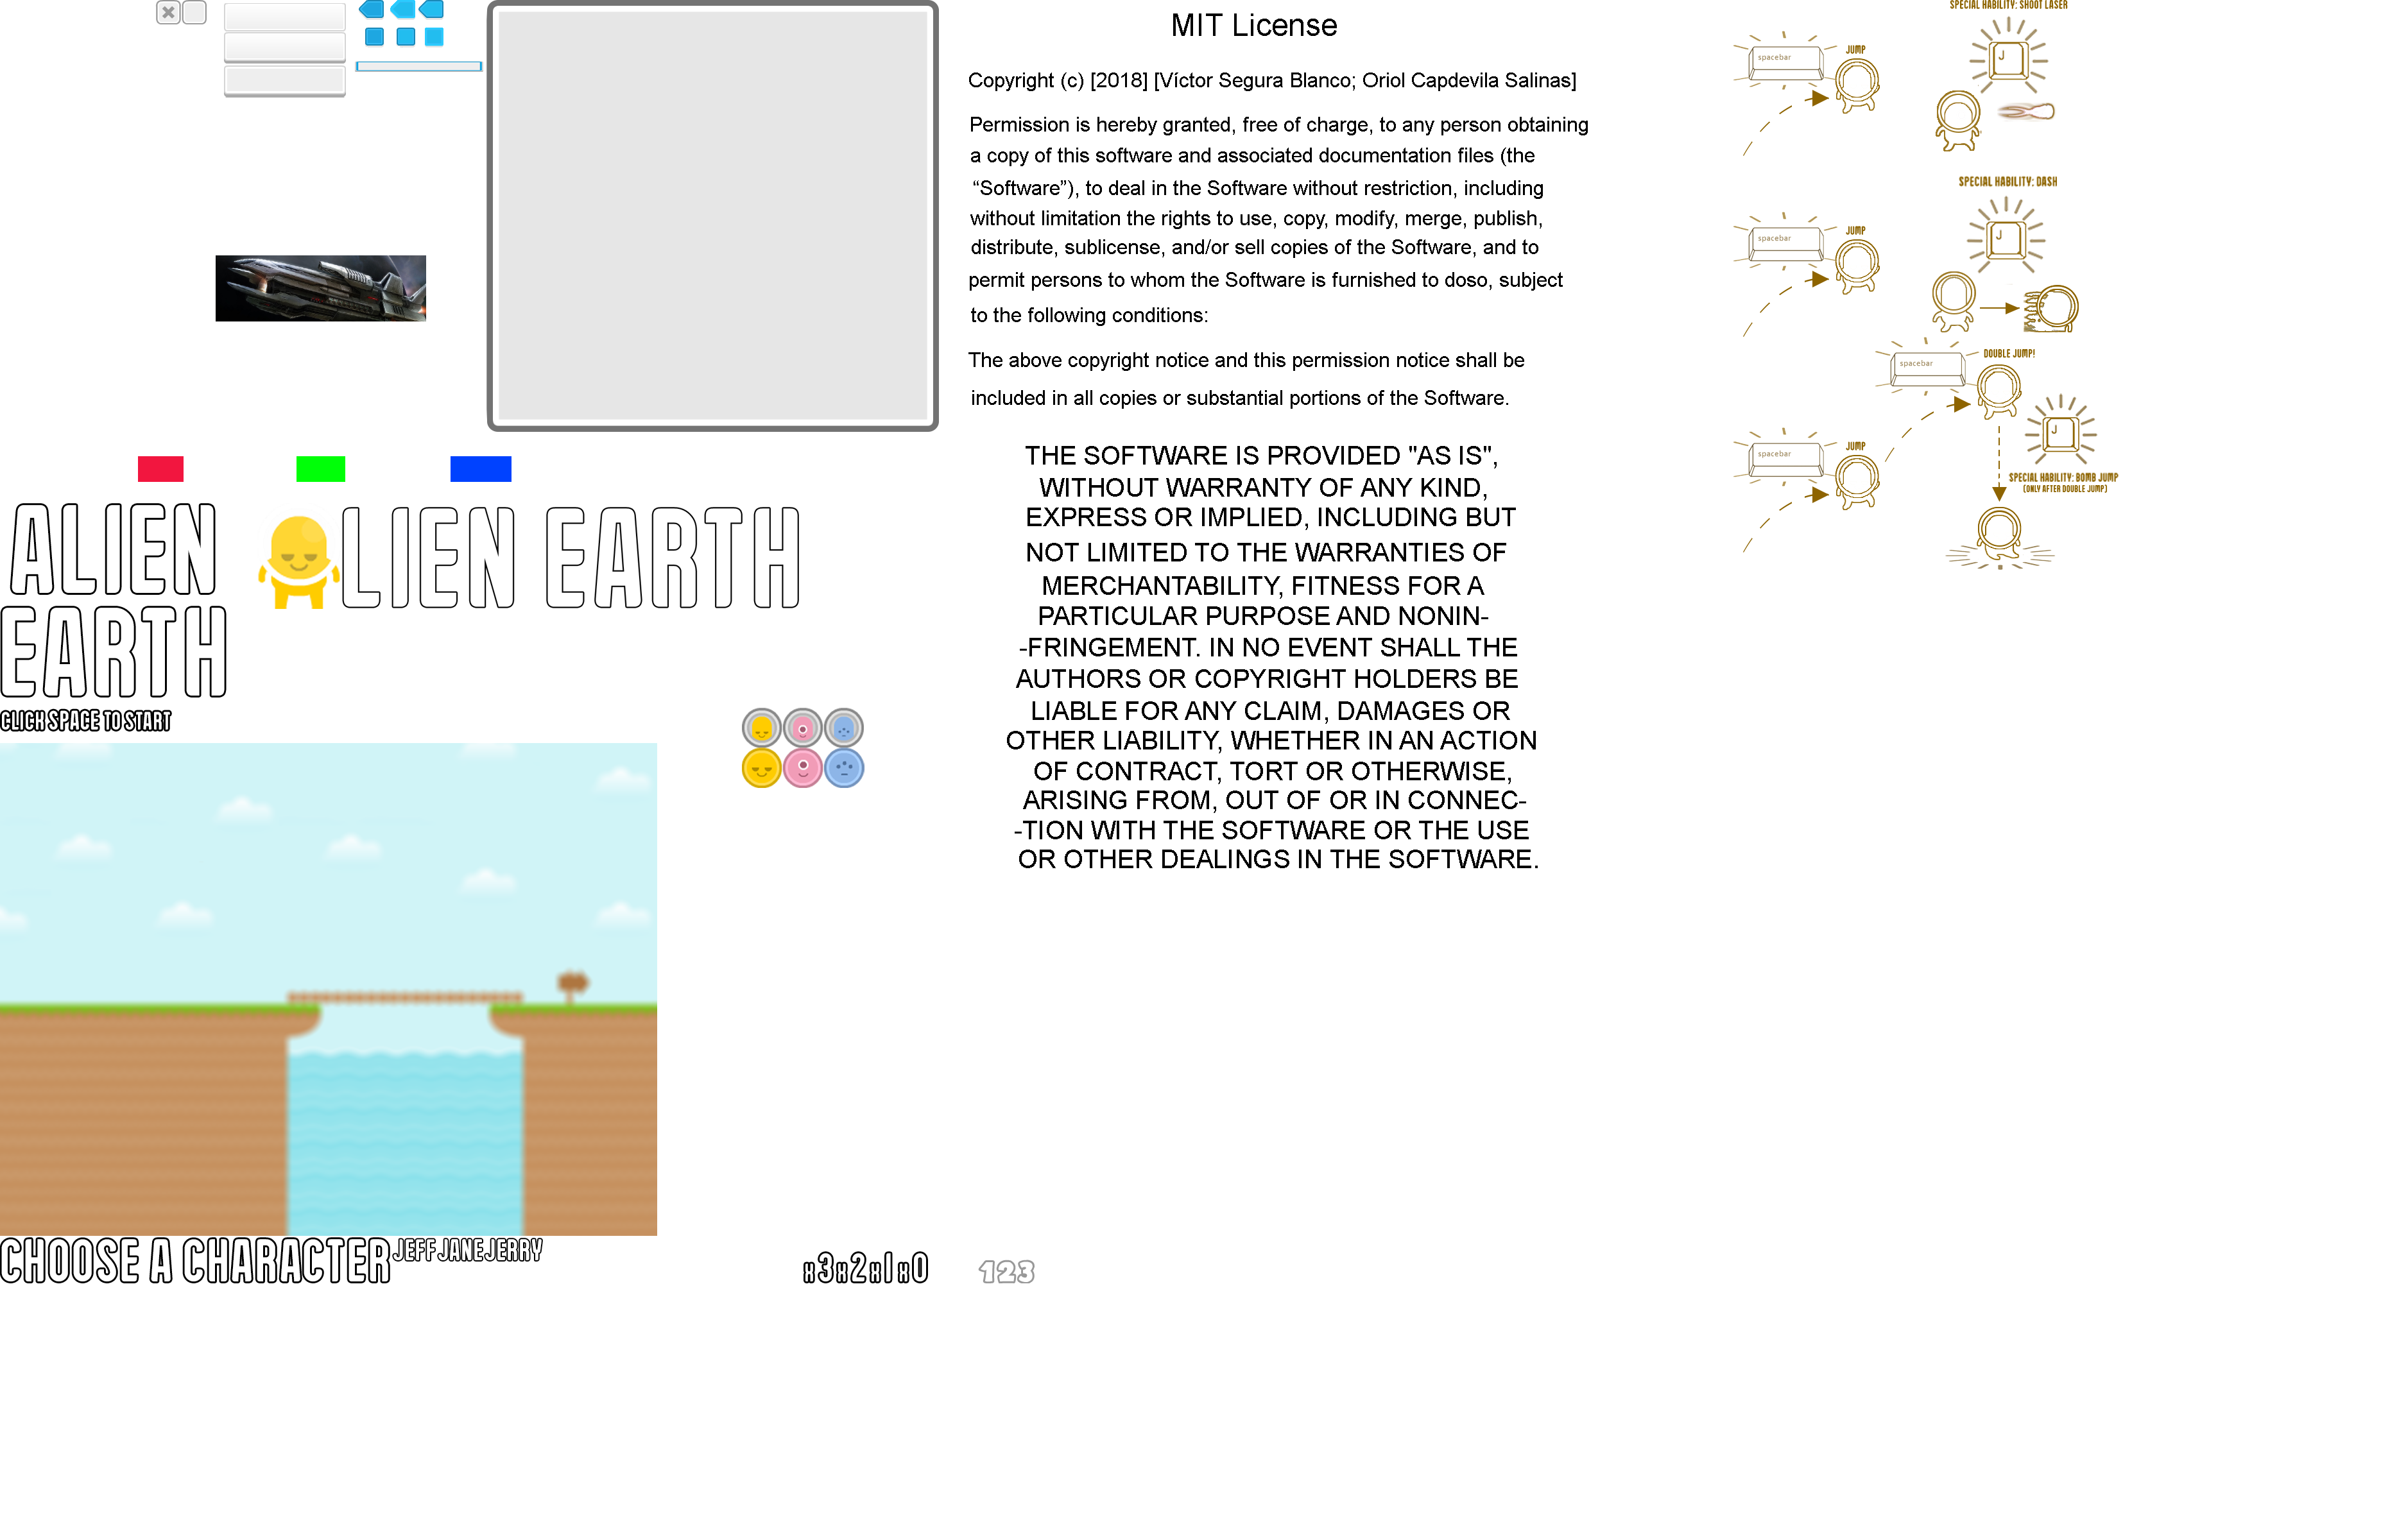 MIT License
Copyright (c) [2018] [Víctor Segura Blanco; Oriol Capdevila Salinas]
Permission is hereby granted, free of charge, to any person obtaining
a copy of this software and associated documentation files (the
“Software”), to deal in the Software without restriction, including
without limitation the rights to use, copy, modify, merge, publish,
distribute, sublicense, and/or sell copies of the Software, and to
permit persons to whom the Software is furnished to doso, subject
to the following conditions:
The above copyright notice and this permission notice shall be
included in all copies or substantial portions of the Software.
THE SOFTWARE IS PROVIDED "AS IS",
WITHOUT WARRANTY OF ANY KIND,
EXPRESS OR IMPLIED, INCLUDING BUT
NOT LIMITED TO THE WARRANTIES OF
MERCHANTABILITY, FITNESS FOR A
PARTICULAR PURPOSE AND NONIN-
-FRINGEMENT. IN NO EVENT SHALL THE
AUTHORS OR COPYRIGHT HOLDERS BE
LIABLE FOR ANY CLAIM, DAMAGES OR
OTHER LIABILITY, WHETHER IN AN ACTION
OF CONTRACT, TORT OR OTHERWISE,
ARISING FROM, OUT OF OR IN CONNEC-
-TION WITH THE SOFTWARE OR THE USE
OR OTHER DEALINGS IN THE SOFTWARE.
SPECIAL HABILITY: SHOOT LASER
spacebar
JUMP
J
SPECIAL HABILITY: DASH
spacebar
JUMP
J
spacebar
DOUBLE JUMP!
spacebar
JUMP
J
SPECIAL HABILITY: BOMB JUMP
(ONLY AFTER DOUBLE JUMP)
ALIEN
EARTH
LIEN EARTH
CLICK SPACE TO START
CHOOSE A CHARACTER
JEFF JANE JERRY
x3x2x1x0
123